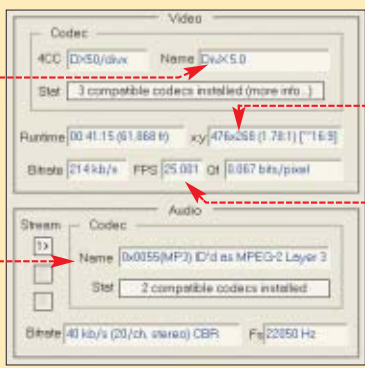 Video
Codec
4CC DX50/divx Name DivX 5.0
Stat 3 compatible codecs installed (more info..)
Runtime 00:41:15 (61,868 fr) x:y 476x268 (1.78:1) [~16:9]
Bitrate 214 kb/s FPS 25.001 Qf 0.067 bits/pixel
Audio
Stream Codec
1>
Name 0x0055(MP3) ID'd as MPEG-2 Layer 3
Stat 2 compatible codecs installed
Bitrate 40 kb/s (20/ch, stereo) CBR Fs 22050 Hz